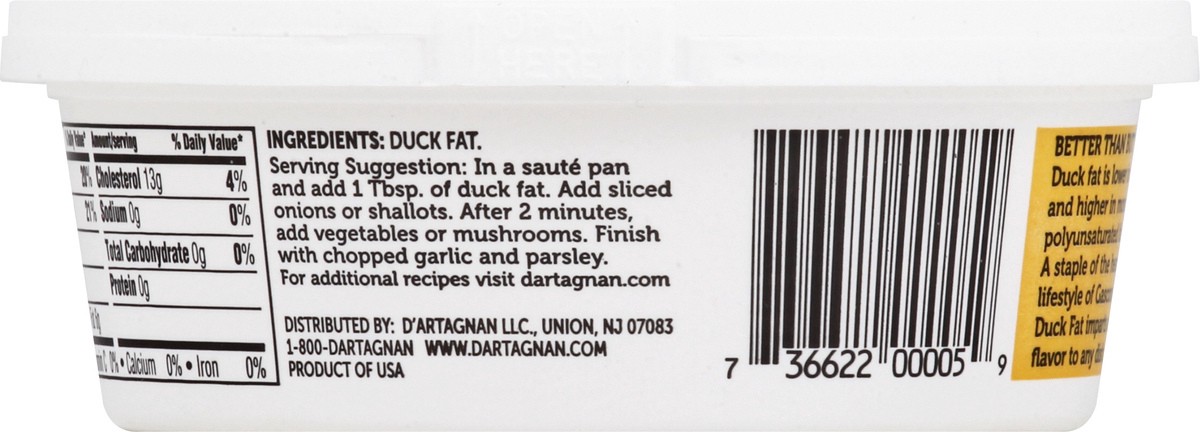 OPEN
HERE
Amount/serving % Daily Value*
20% Cholesterol 13g 4%
21% Sodium 0g 0%
Total Carbohydrate 0g 0%
Protein 0g
0% • Calcium 0% • Iron 0%
INGREDIENTS: DUCK FAT.
Serving Suggestion: In a sauté pan
and add 1 Tbsp. of duck fat. Add sliced
onions or shallots. After 2 minutes,
add vegetables or mushrooms. Finish
with chopped garlic and parsley.
For additional recipes visit dartagnan.com
DISTRIBUTED BY: D'ARTAGNAN LLC., UNION, NJ 07083
1-800-DARTAGNAN WWW.DARTAGNAN.COM
PRODUCT OF USA
7 36622 00005 9
BETTER THAN
Duck fat is lower
and higher in
A staple of the
lifestyle of
Duck Fat
flavor to any